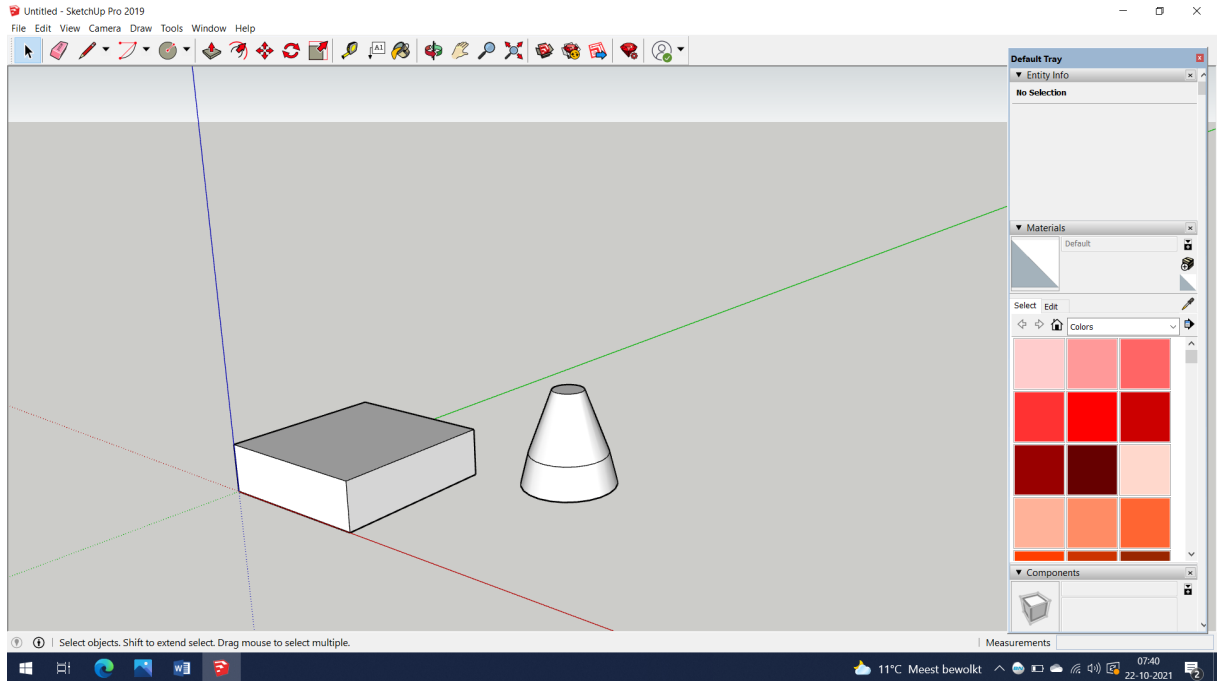 Untitled - SketchUp Pro 2019
File Edit View Camera Draw Tools Window Help
A1
Default Tray
Entity Info
No Selection
Materials
Default
Select Edit
Colors
Components
Select objects. Shift to extend select. Drag mouse to select multiple.
Measurements
11°C Meest bewolkt
07:40
22-10-2021
2